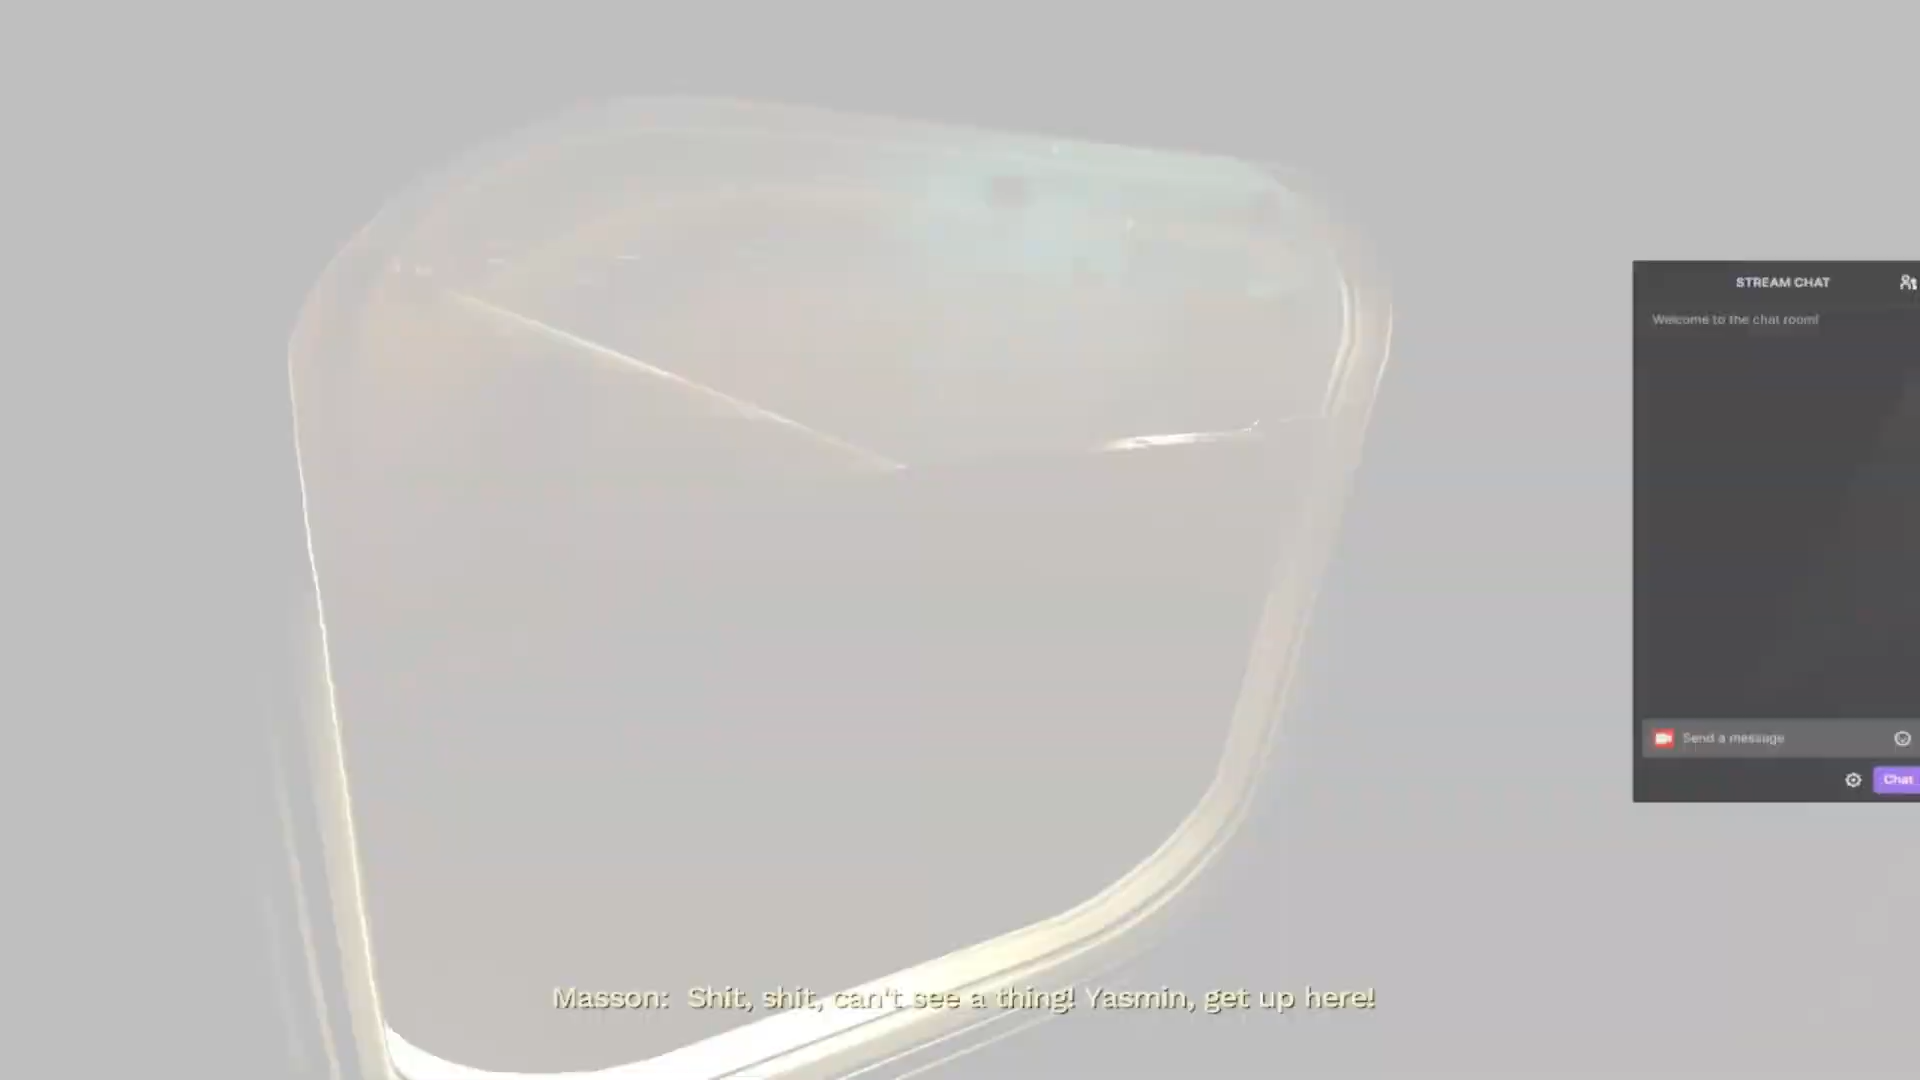 STREAM CHAT
Welcome to the chat room!
Send a message
Chat
Masson: Shit, shit, can't see a thing! Yasmin, get up here!